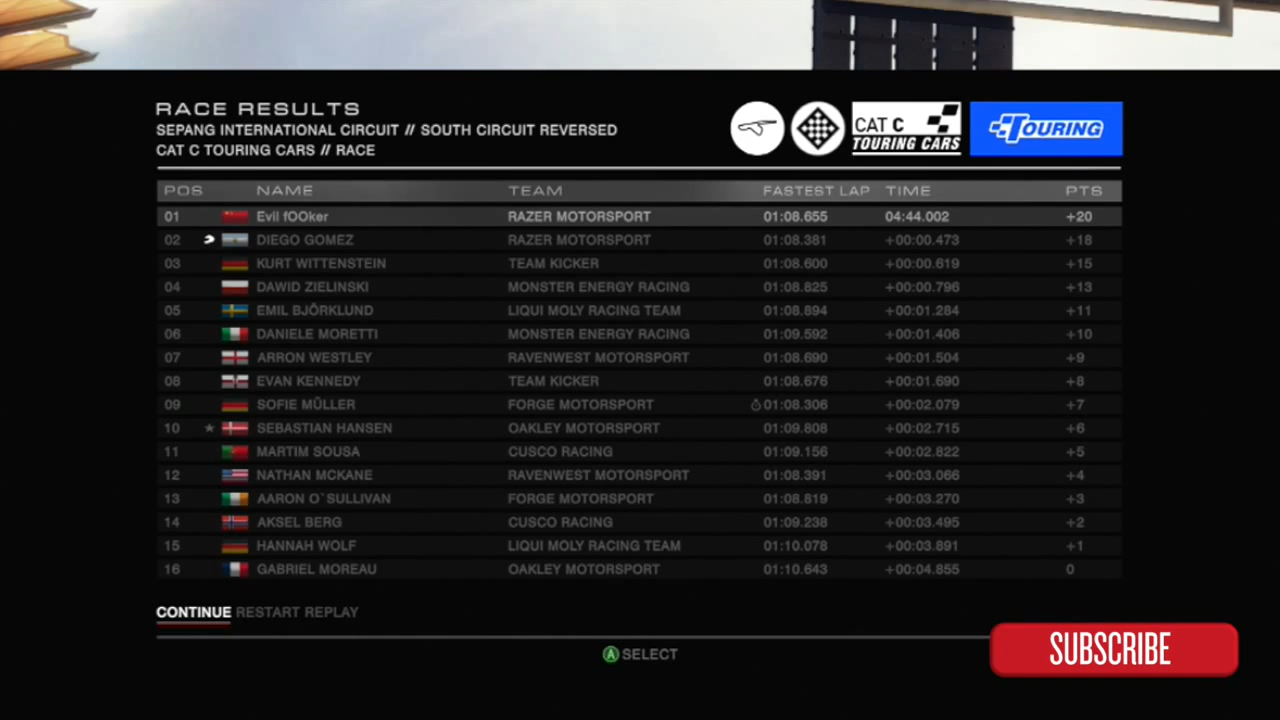 RACE RESULTS
SEPANG INTERNATIONAL CIRCUIT // SOUTH CIRCUIT REVERSED
CAT C TOURING CARS // RACE
CAT C
TOURING CARS
TOURING
POS NAME TEAM FASTEST LAP TIME PTS
01 Evil fOOker RAZER MOTORSPORT 01:08.655 04:44.002 +20
02 DIEGO GOMEZ RAZER MOTORSPORT 01:08.381 +00:00.473 +18
03 KURT WITTENSTEIN TEAM KICKER 01:08.600 +00:00.619 +15
04 DAWID ZIELINSKI MONSTER ENERGY RACING 01:08.825 +00:00.796 +13
05 EMIL BJÖRKLUND LIQUI MOLY RACING TEAM 01:08.894 +00:01.284 +11
06 DANIELE MORETTI MONSTER ENERGY RACING 01:09.592 +00:01.406 +10
07 ARRON WESTLEY RAVENWEST MOTORSPORT 01:08.690 +00:01.504 +9
08 EVAN KENNEDY TEAM KICKER 01:08.676 +00:01.690 +8
09 SOFIE MÜLLER FORGE MOTORSPORT 01:08.306 +00:02.079 +7
10 SEBASTIAN HANSEN OAKLEY MOTORSPORT 01:09.808 +00:02.715 +6
11 MARTIM SOUSA CUSCO RACING 01:09.156 +00:02.822 +5
12 NATHAN MCKANE RAVENWEST MOTORSPORT 01:08.391 +00:03.066 +4
13 AARON O`SULLIVAN FORGE MOTORSPORT 01:08.819 +00:03.270 +3
14 AKSEL BERG CUSCO RACING 01:09.238 +00:03.495 +2
15 HANNAH WOLF LIQUI MOLY RACING TEAM 01:10.078 +00:03.891 +1
16 GABRIEL MOREAU OAKLEY MOTORSPORT 01:10.643 +00:04.855 0
CONTINUE RESTART REPLAY
A SELECT
SUBSCRIBE